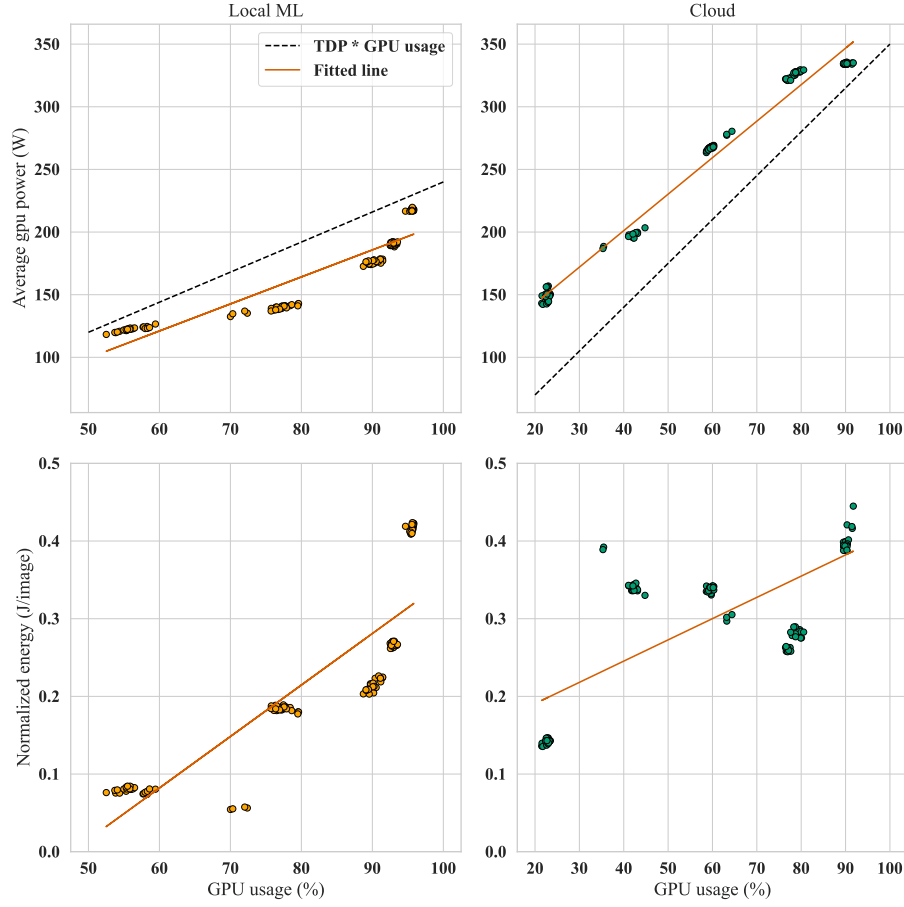 Local ML
Cloud
350
300
250
200
150
100
Average gpu power (W)
TDP * GPU usage
Fitted line
50 60 70 80 90 100
350
300
250
200
150
100
20 30 40 50 60 70 80 90 100
0.5
0.4
0.3
0.2
0.1
0.0
Normalized energy (J/image)
50 60 70 80 90 100
GPU usage (%)
0.5
0.4
0.3
0.2
0.1
0.0
20 30 40 50 60 70 80 90 100
GPU usage (%)